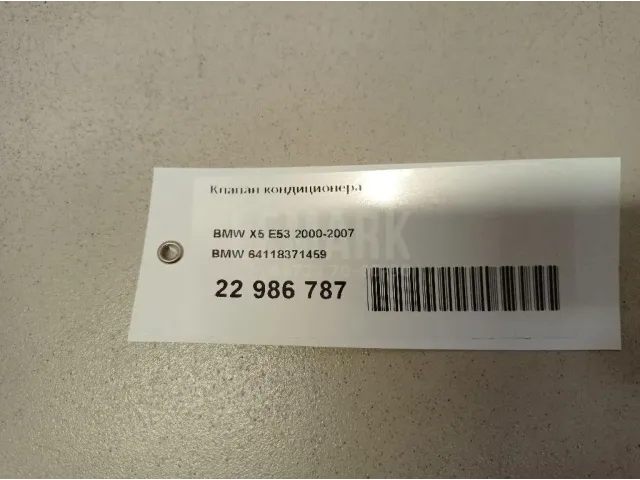 Клапан кондиционера
BMW X5 E53 2000-2007
BMW 64118371459
22 986 787